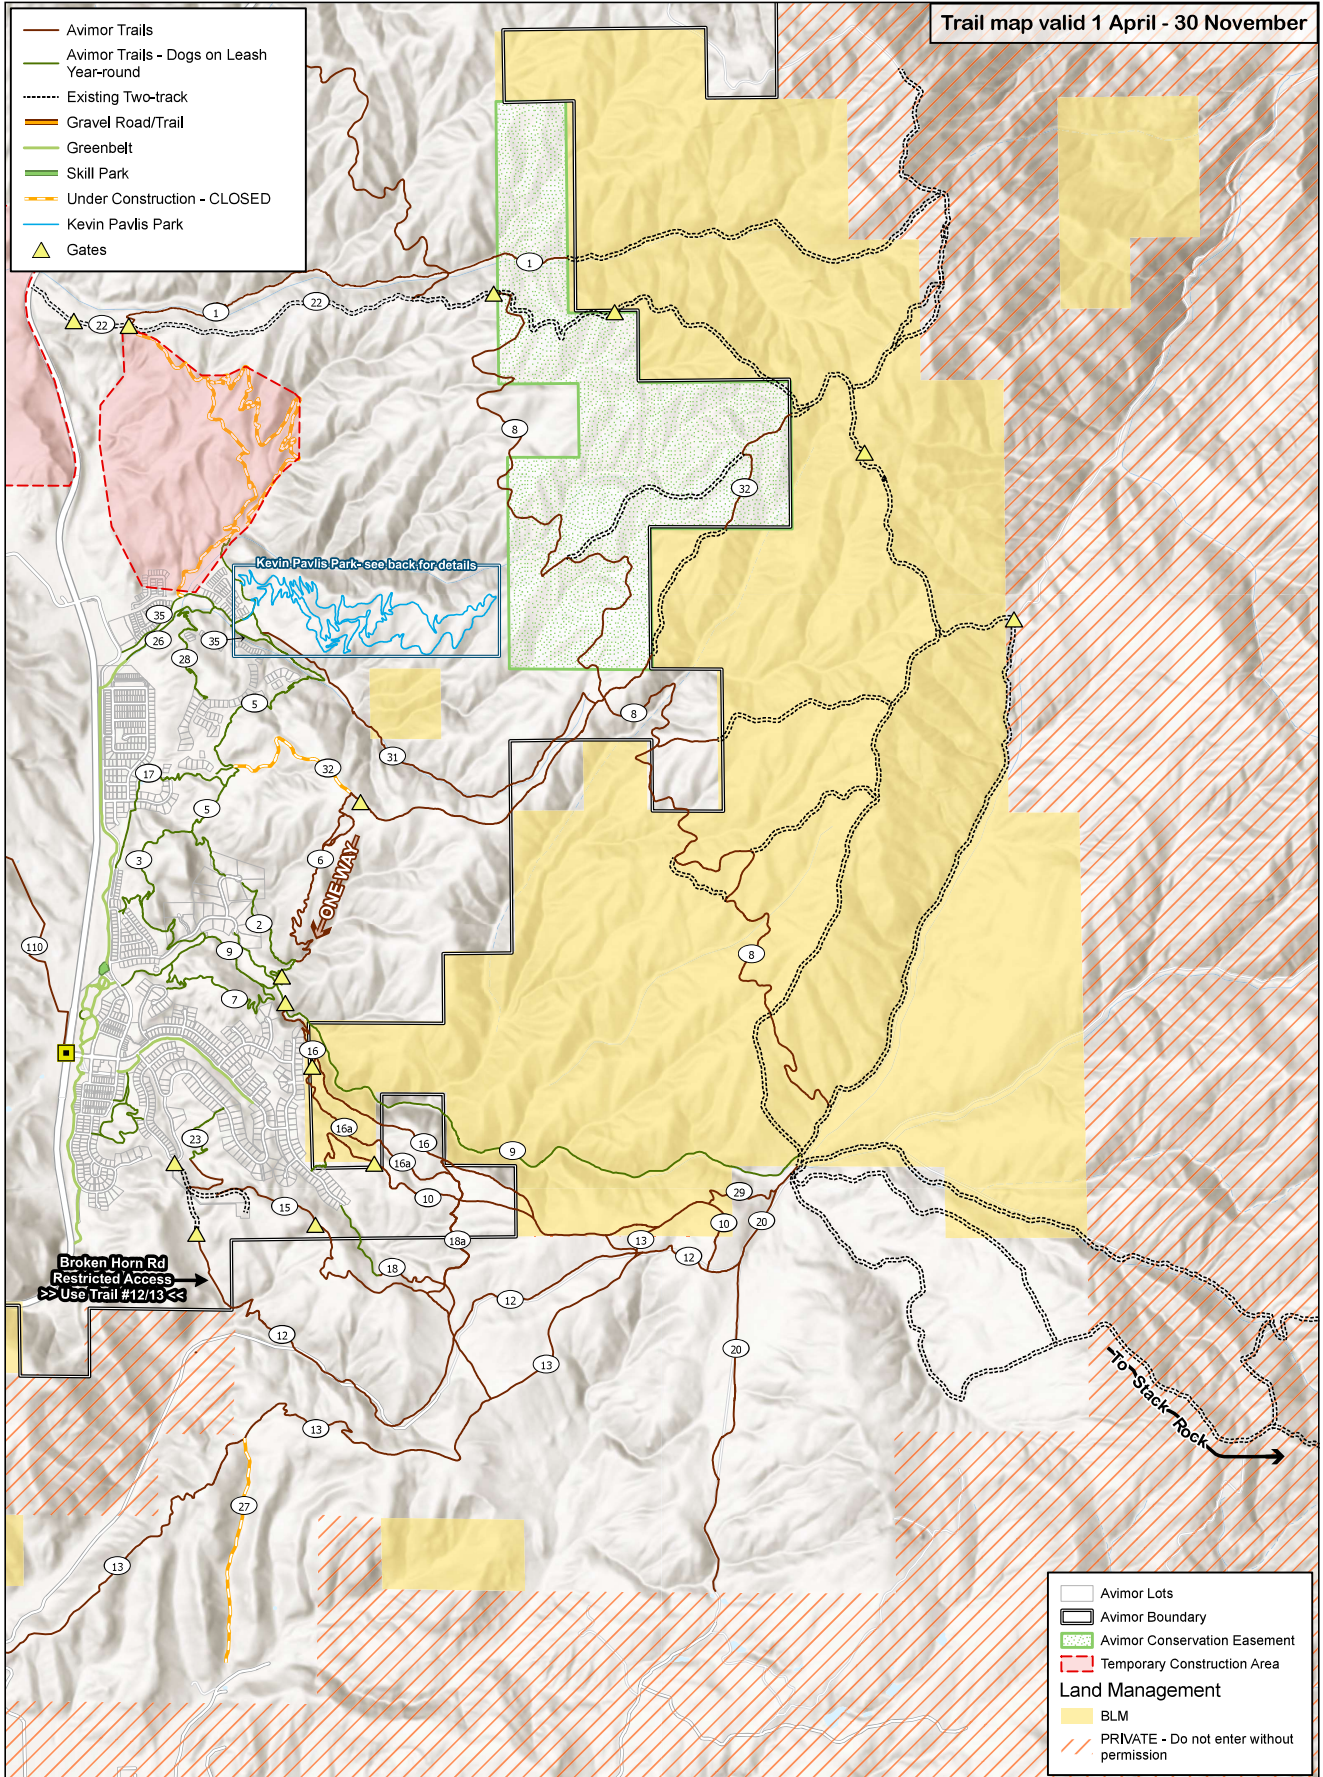 Trail map valid 1 April - 30 November
Avimor Trails
Avimor Trails - Dogs on Leash
Year-round
Existing Two-track
Gravel Road/Trail
Greenbelt
Skill Park
Under Construction - CLOSED
Kevin Pavlis Park
Gates
1
22
1
22
8
32
Kevin Pavlis Park- see back for details
35
26
35
28
5
8
31
32
17
5
3
6
ONE-WAY
2
110
9
8
7
16
16a
16
23
9
16a
10
29
15
10
20
18a
13
12
Broken Horn Rd
Restricted Access
>> Use Trail #12/13 <<
18
12
12
13
20
To Stack Rock
13
27
13
Avimor Lots
Avimor Boundary
Avimor Conservation Easement
Temporary Construction Area
Land Management
BLM
PRIVATE - Do not enter without
permission